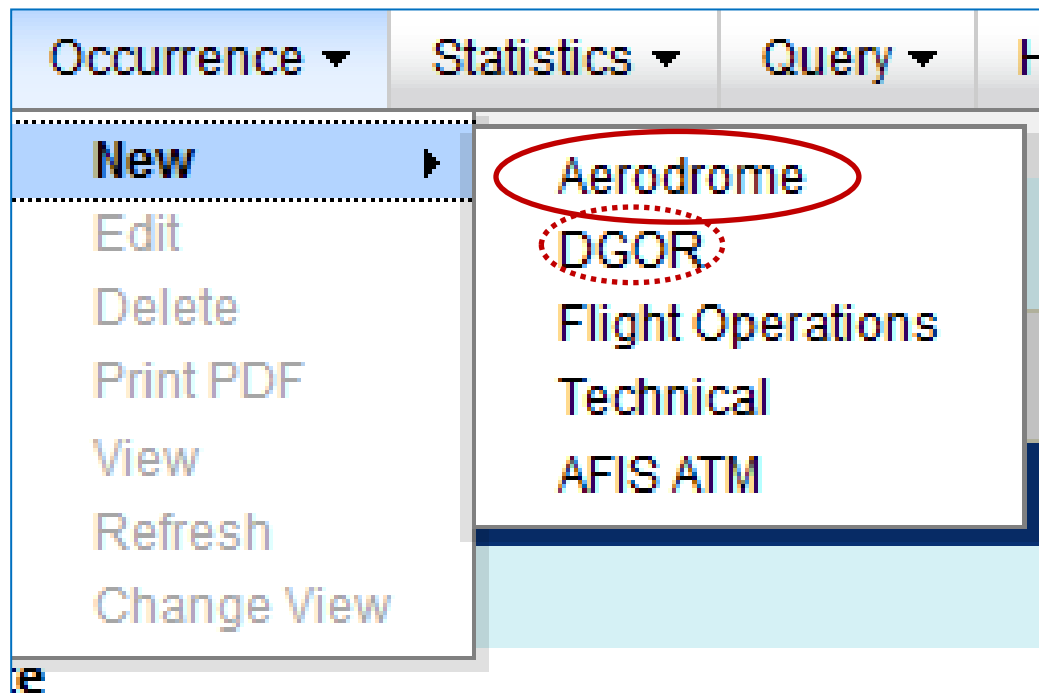 Occurrence Statistics Query H
New
Edit
Delete
Print PDF
View
Refresh
Change View
Aerodrome
DGOR
Flight Operations
Technical
AFIS ATM
e